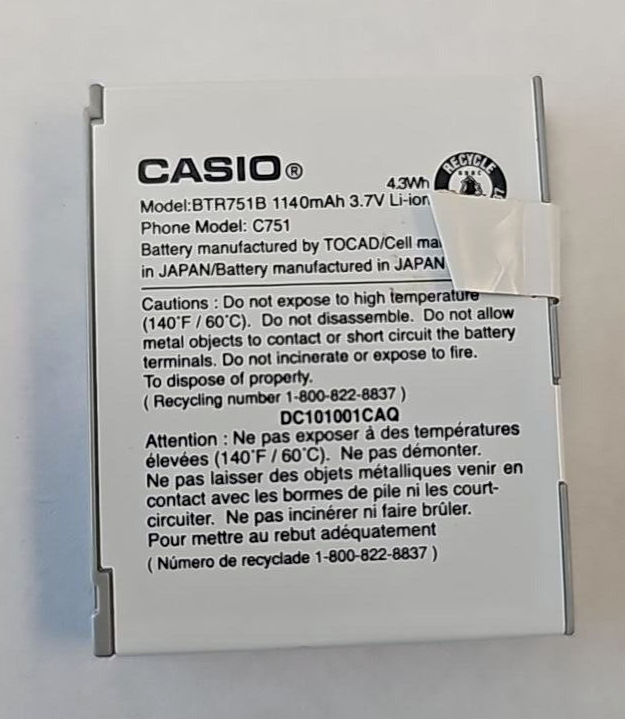 CASIO®
4.3Wh
RECYCLE
Model:BTR751B 1140mAh 3.7V Li-ion
Phone Model: C751
Battery manufactured by TOCAD/Cell
in JAPAN/Battery manufactured in JAPAN
Cautions : Do not expose to high temperature
(140°F / 60°C). Do not disassemble. Do not allow
metal objects to contact or short circuit the battery
terminals. Do not incinerate or expose to fire.
To dispose of property.
( Recycling number 1-800-822-8837 )
DC101001CAQ
Attention : Ne pas exposer à des températures
élevées (140°F / 60°C). Ne pas démonter.
Ne pas laisser des objets métalliques venir en
contact avec les bormes de pile ni les court-
circuiter. Ne pas incinérer ni faire brûler.
Pour mettre au rebut adéquatement
( Número de recyclade 1-800-822-8837 )